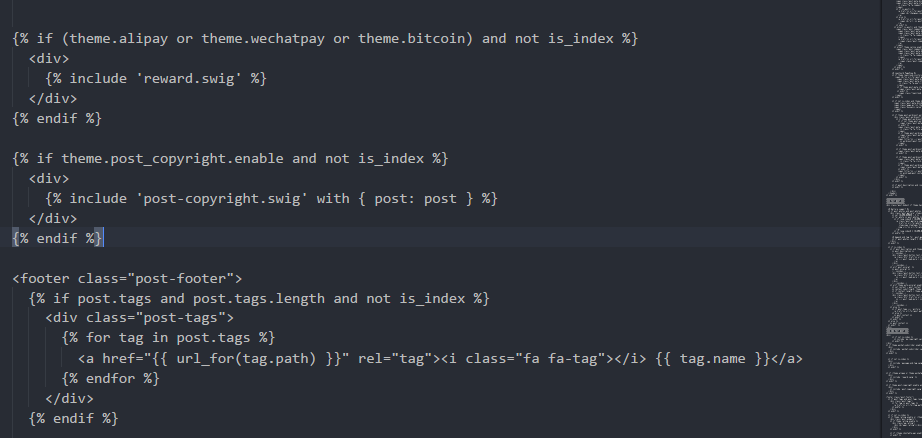 {% if (theme.alipay or theme.wechatpay or theme.bitcoin) and not is_index %}
  <div>
    {% include 'reward.swig' %}
  </div>
{% endif %}

{% if theme.post_copyright.enable and not is_index %}
  <div>
    {% include 'post-copyright.swig' with { post: post } %}
  </div>
{% endif %}

<footer class="post-footer">
  {% if post.tags and post.tags.length and not is_index %}
    <div class="post-tags">
      {% for tag in post.tags %}
        <a href="{{ url_for(tag.path) }}" rel="tag"><i class="fa fa-tag"></i> {{ tag.name }}</a>
      {% endfor %}
    </div>
  {% endif %}